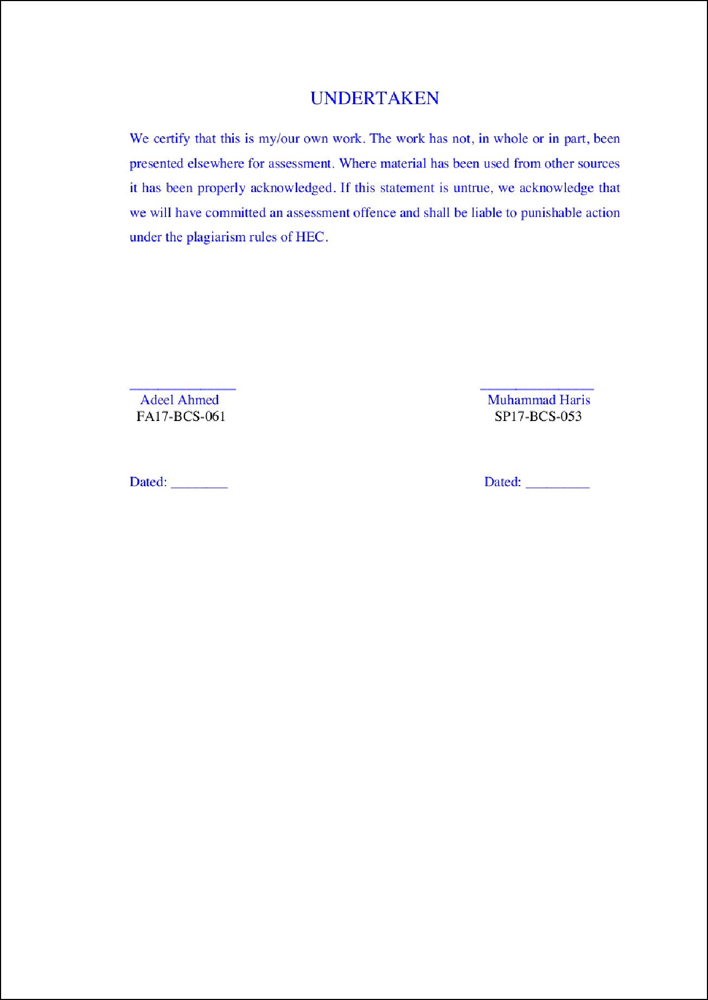 UNDERTAKEN
We certify that this is my/our own work. The work has not, in whole or in part, been
presented elsewhere for assessment. Where material has been used from other sources
it has been properly acknowledged. If this statement is untrue, we acknowledge that
we will have committed an assessment offence and shall be liable to punishable action
under the plagiarism rules of HEC.
_______________ ________________
Adeel Ahmed Muhammad Haris
FA17-BCS-061 SP17-BCS-053
Dated: ________ Dated: _________